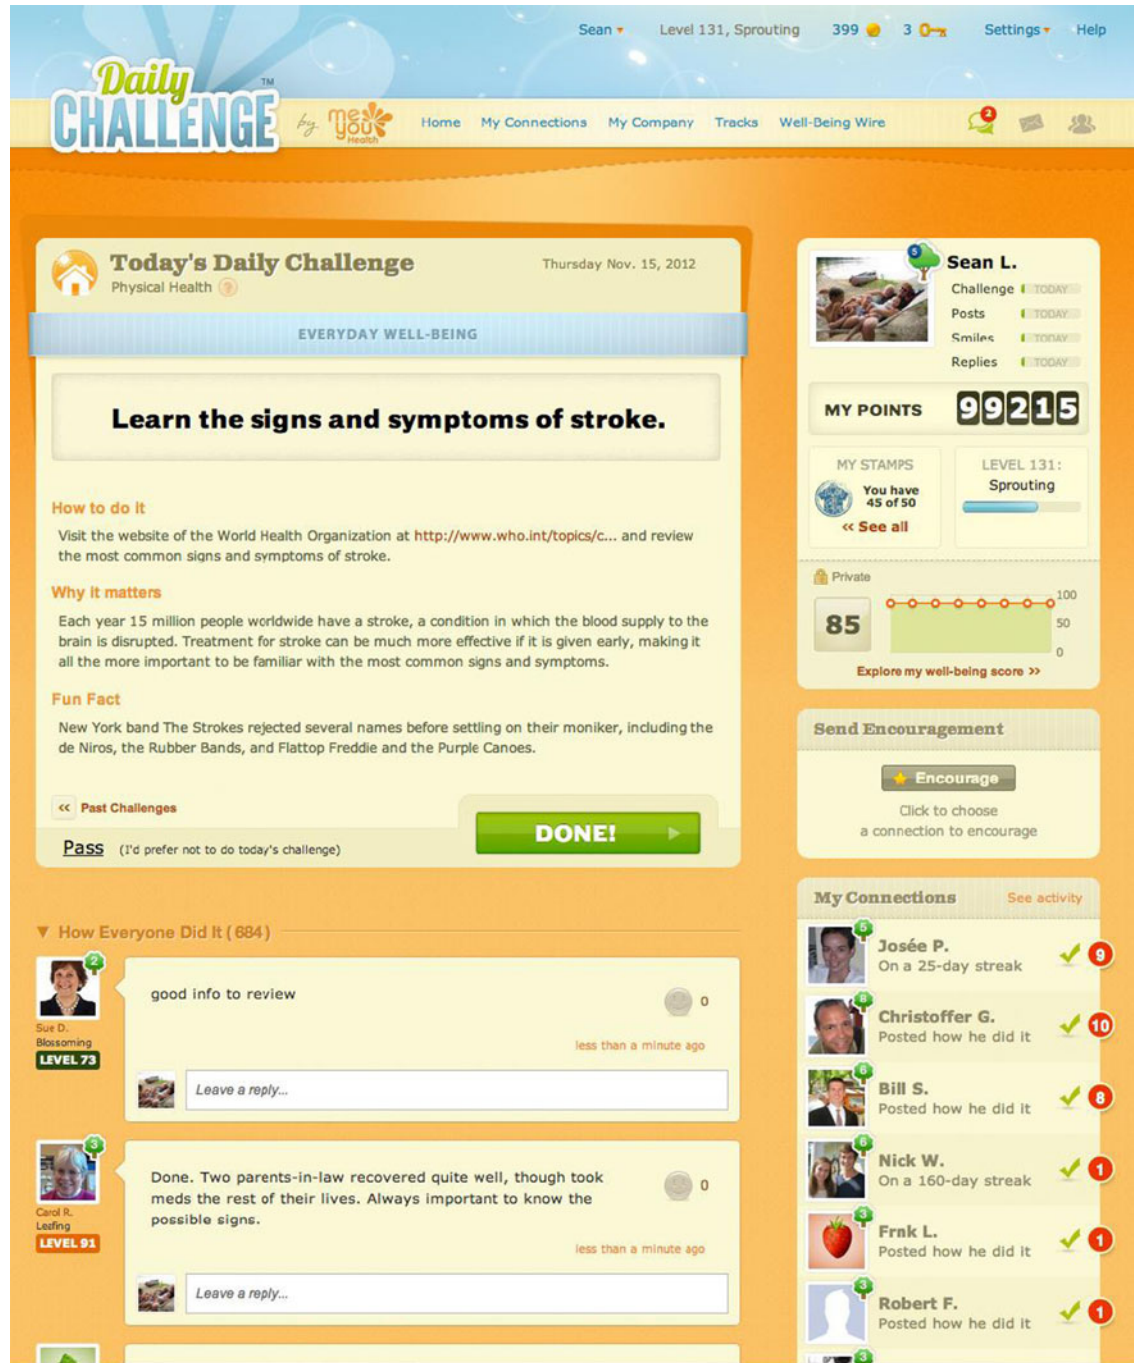 Sean Level 131, Sprouting 399 3 Settings Help
Daily
CHALLENGE ™
by me you Health
Home My Connections My Company Tracks Well-Being Wire 2
Today's Daily Challenge
Thursday Nov. 15, 2012
Physical Health ?
EVERYDAY WELL-BEING
Learn the signs and symptoms of stroke.
How to do it
Visit the website of the World Health Organization at http://www.who.int/topics/c... and review
the most common signs and symptoms of stroke.
Why it matters
Each year 15 million people worldwide have a stroke, a condition in which the blood supply to the
brain is disrupted. Treatment for stroke can be much more effective if it is given early, making it
all the more important to be familiar with the most common signs and symptoms.
Fun Fact
New York band The Strokes rejected several names before settling on their moniker, including the
de Niros, the Rubber Bands, and Flattop Freddie and the Purple Canoes.
<< Past Challenges
DONE!
Pass (I'd prefer not to do today's challenge)
How Everyone Did It (684)
2
Sue D.
Blossoming
LEVEL 73
good info to review
0
less than a minute ago
Leave a reply...
3
Carol R.
Leafing
LEVEL 91
Done. Two parents-in-law recovered quite well, though took
meds the rest of their lives. Always important to know the
possible signs.
0
less than a minute ago
Leave a reply...
5
Sean L.
Challenge TODAY
Posts TODAY
Smiles TODAY
Replies TODAY
MY POINTS 99215
MY STAMPS
You have
45 of 50
<< See all
LEVEL 131:
Sprouting
Private
85
100
50
0
Explore my well-being score >>
Send Encouragement
Encourage
Click to choose
a connection to encourage
My Connections See activity
5
Josée P.
On a 25-day streak
9
8
Christoffer G.
Posted how he did it
10
6
Bill S.
Posted how he did it
8
6
Nick W.
On a 160-day streak
1
3
Frnk L.
Posted how he did it
1
3
Robert F.
Posted how he did it
1
3